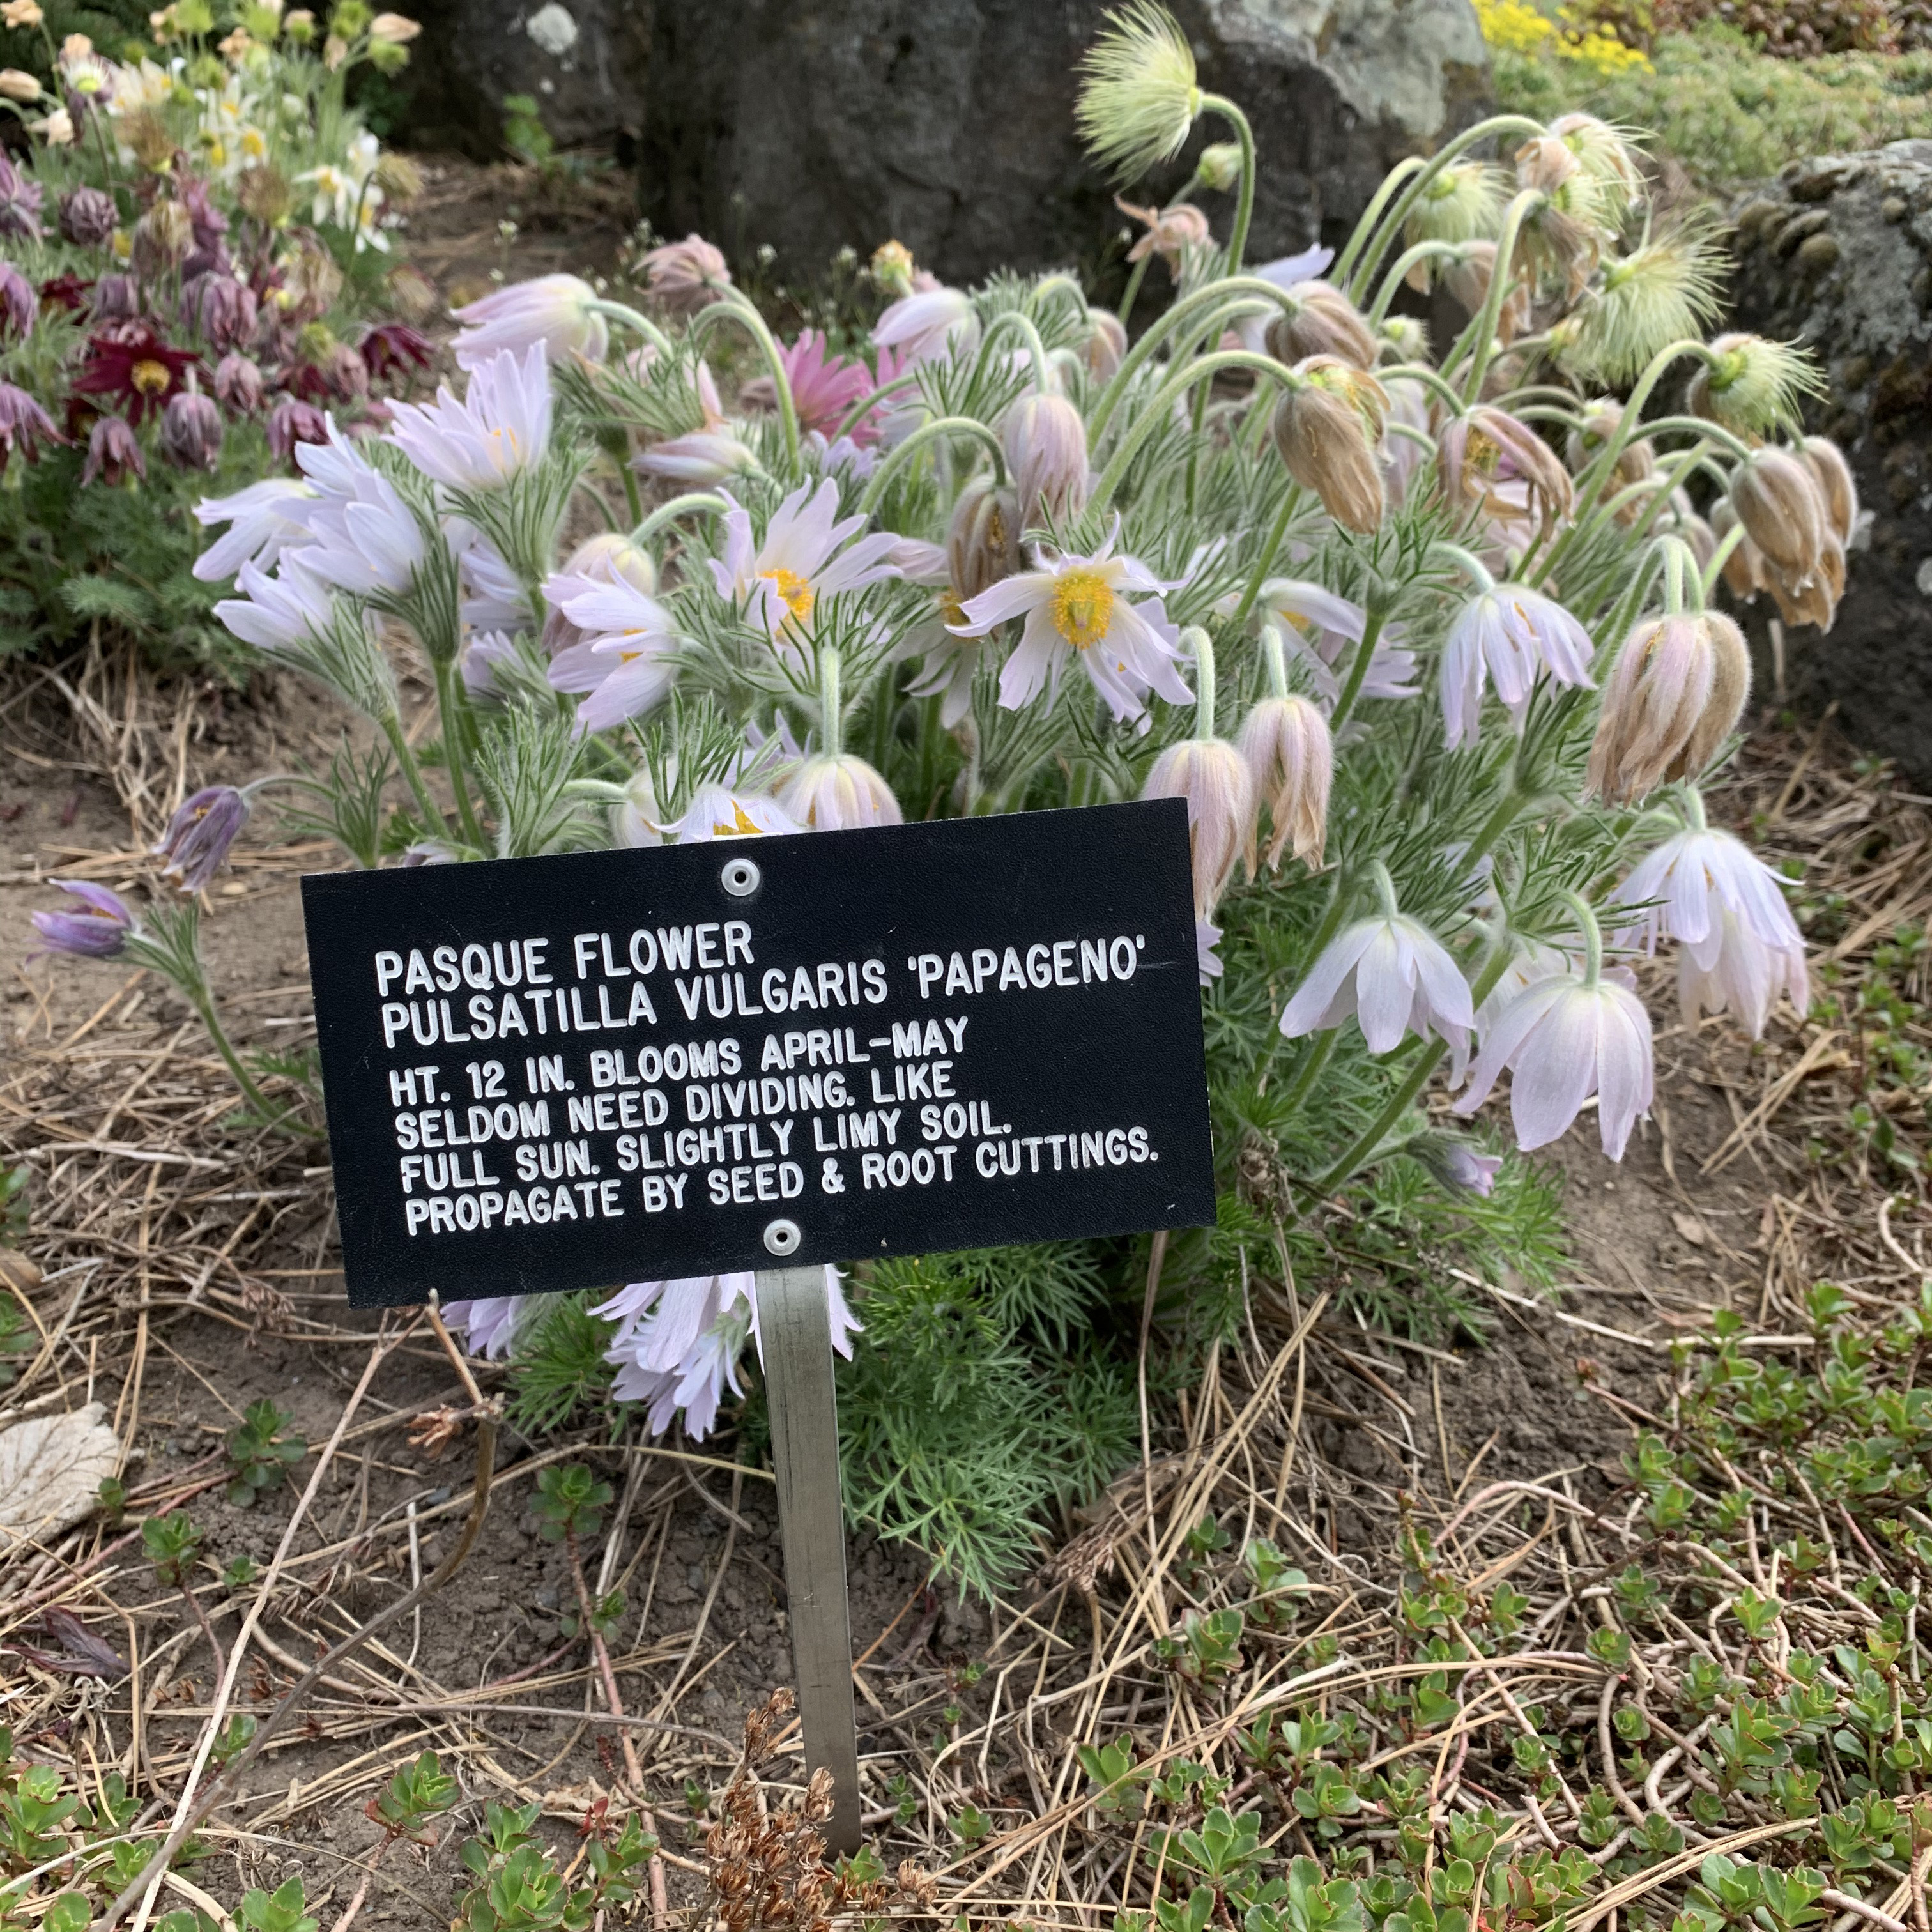 PASQUE FLOWER
PULSATILLA VULGARIS 'PAPAGENO'
HT. 12 IN. BLOOMS APRIL-MAY
SELDOM NEED DIVIDING. LIKE
FULL SUN. SLIGHTLY LIMY SOIL.
PROPAGATE BY SEED & ROOT CUTTINGS.